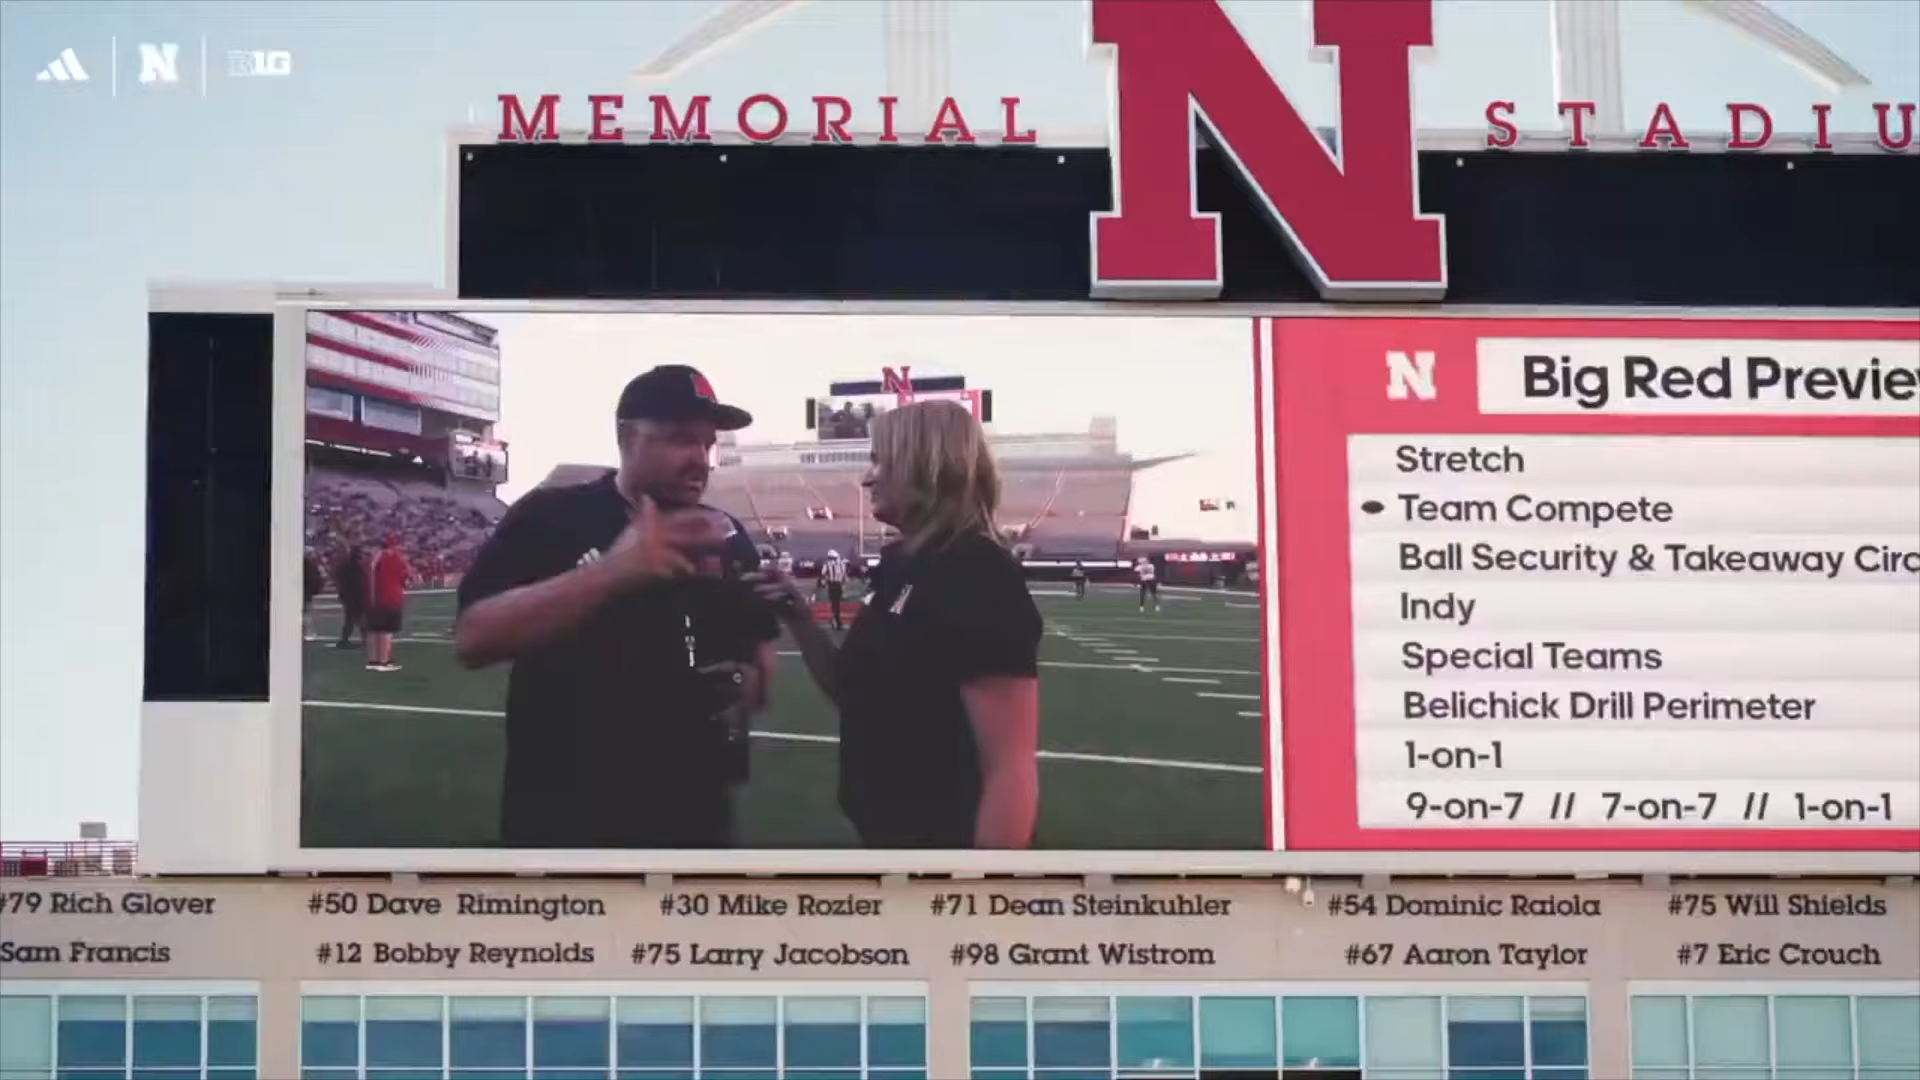 N
B1G
MEMORIAL
N
STADIU
N
Big Red Previe
Stretch
Team Compete
Ball Security & Takeaway Circ
Indy
Special Teams
Belichick Drill Perimeter
1-on-1
9-on-7 // 7-on-7 // 1-on-1
#79 Rich Glover
#50 Dave Rimington
#30 Mike Rozier
#71 Dean Steinkuhler
#54 Dominic Raiola
#75 Will Shields
Sam Francis
#12 Bobby Reynolds
#75 Larry Jacobson
#98 Grant Wistrom
#67 Aaron Taylor
#7 Eric Crouch